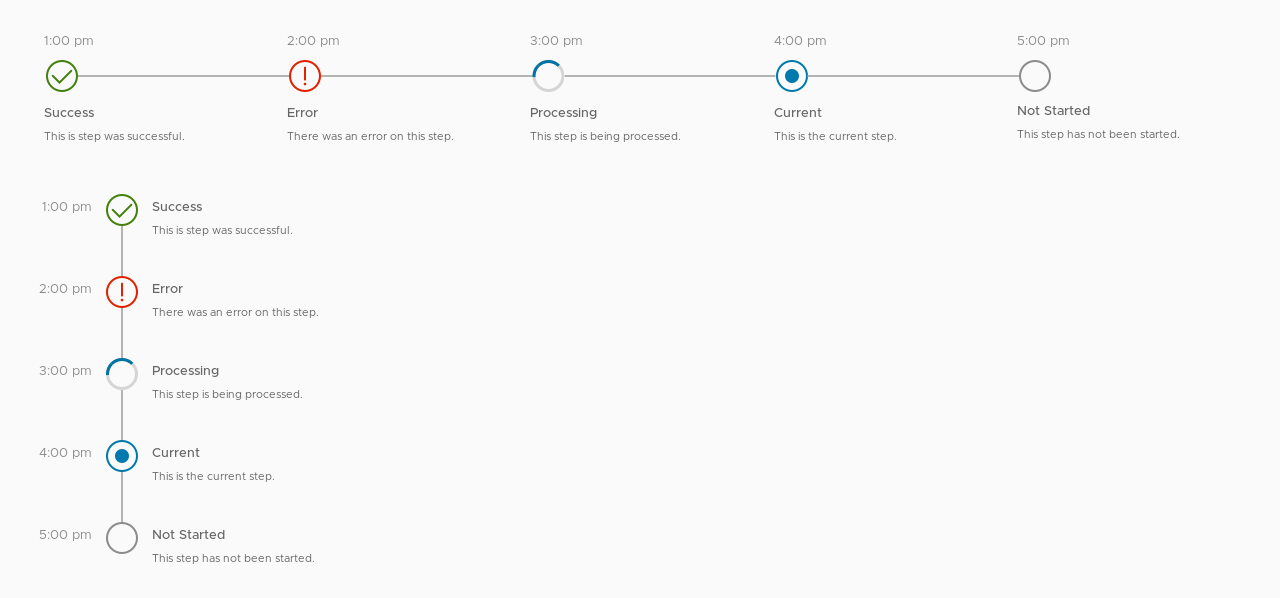 1:00 pm 2:00 pm 3:00 pm 4:00 pm 5:00 pm
Success Error Processing Current Not Started
This is step was successful. There was an error on this step. This step is being processed. This is the current step. This step has not been started.
1:00 pm Success
This is step was successful.
2:00 pm Error
There was an error on this step.
3:00 pm Processing
This step is being processed.
4:00 pm Current
This is the current step.
5:00 pm Not Started
This step has not been started.